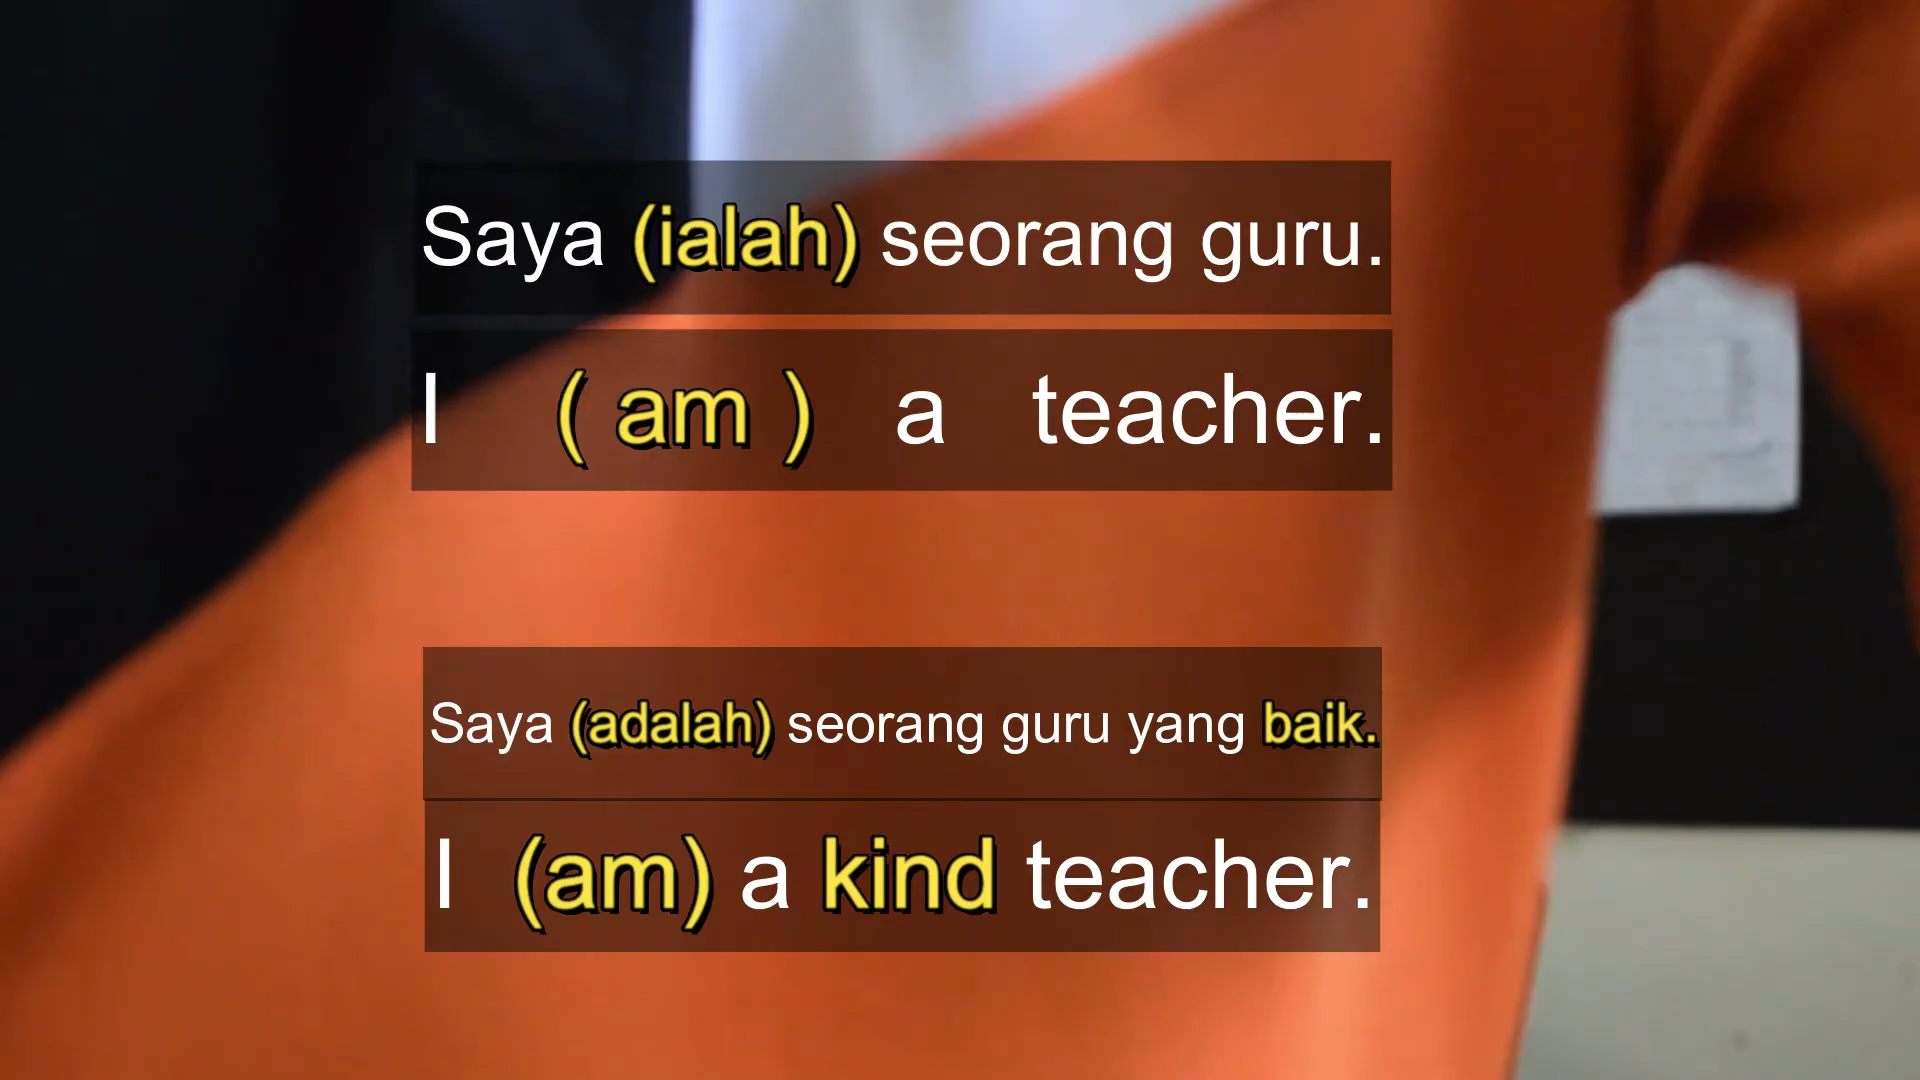 Saya (ialah) seorang guru.
I ( am ) a teacher.
Saya (adalah) seorang guru yang baik.
I (am) a kind teacher.